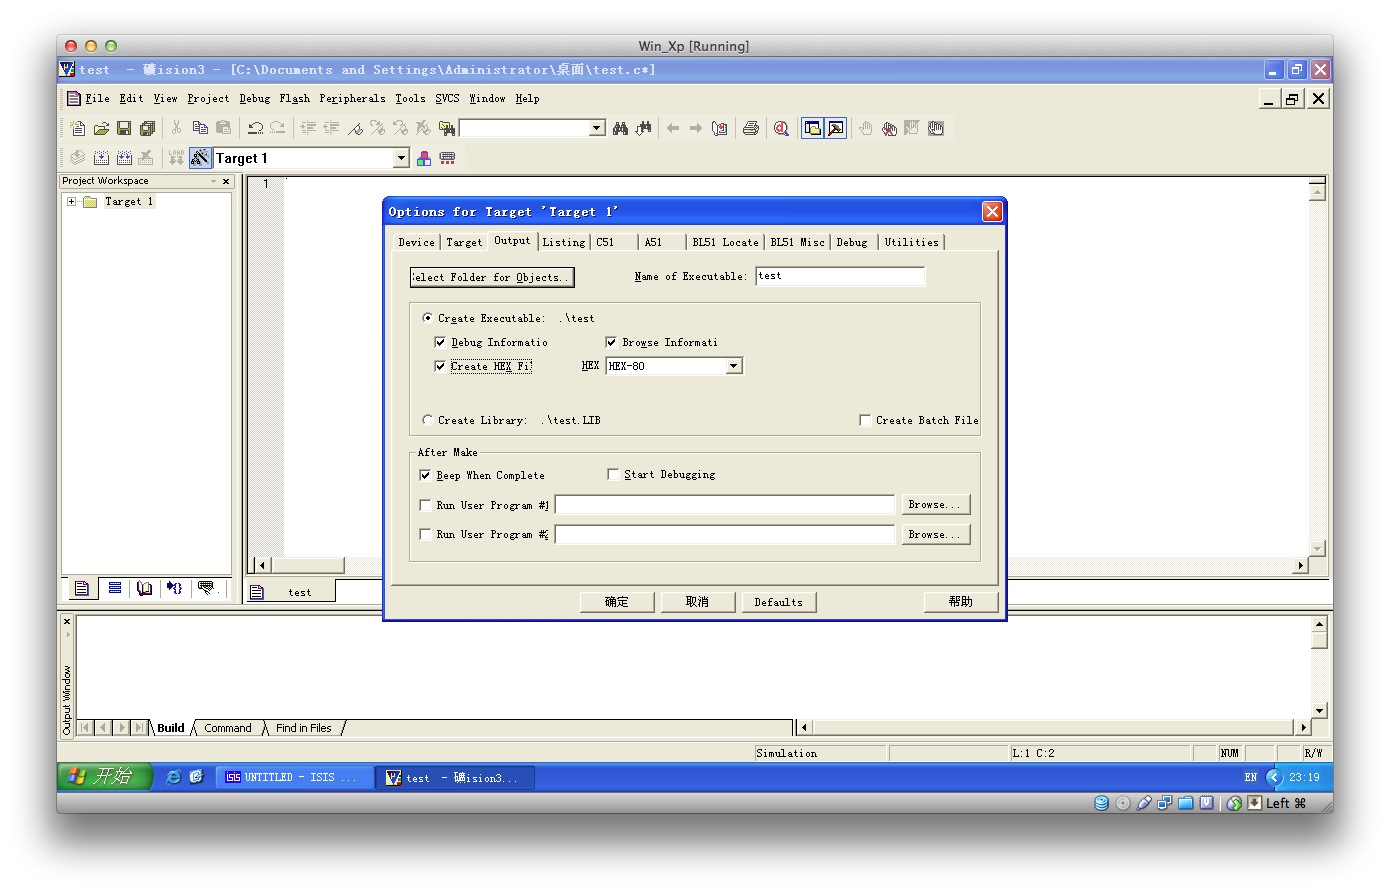 Win_Xp [Running]
test - 礦ision3 - [C:\Documents and Settings\Administrator\桌面\test.c*]
File Edit View Project Debug Flash Peripherals Tools SVCS Window Help
LOAD
Target 1
Project Workspace
Target 1
1
Options for Target 'Target 1'
Device Target Output Listing C51 A51 BL51 Locate BL51 Misc Debug Utilities
elect Folder for Objects..
Name of Executable: test
Create Executable: .\test
Debug Informatio
Browse Informati
Create HEX Fi
HEX HEX-80
Create Library: .\test.LIB
Create Batch File
After Make
Beep When Complete
Start Debugging
Run User Program #1
Browse...
Run User Program #2
Browse...
确定 取消 Defaults 帮助
test
Output Window
Build Command Find in Files
Simulation L:1 C:2 NUM R/W
开始 ISIS UNTITLED - ISIS ... test - 礦ision3... EN 23:19
Left ⌘